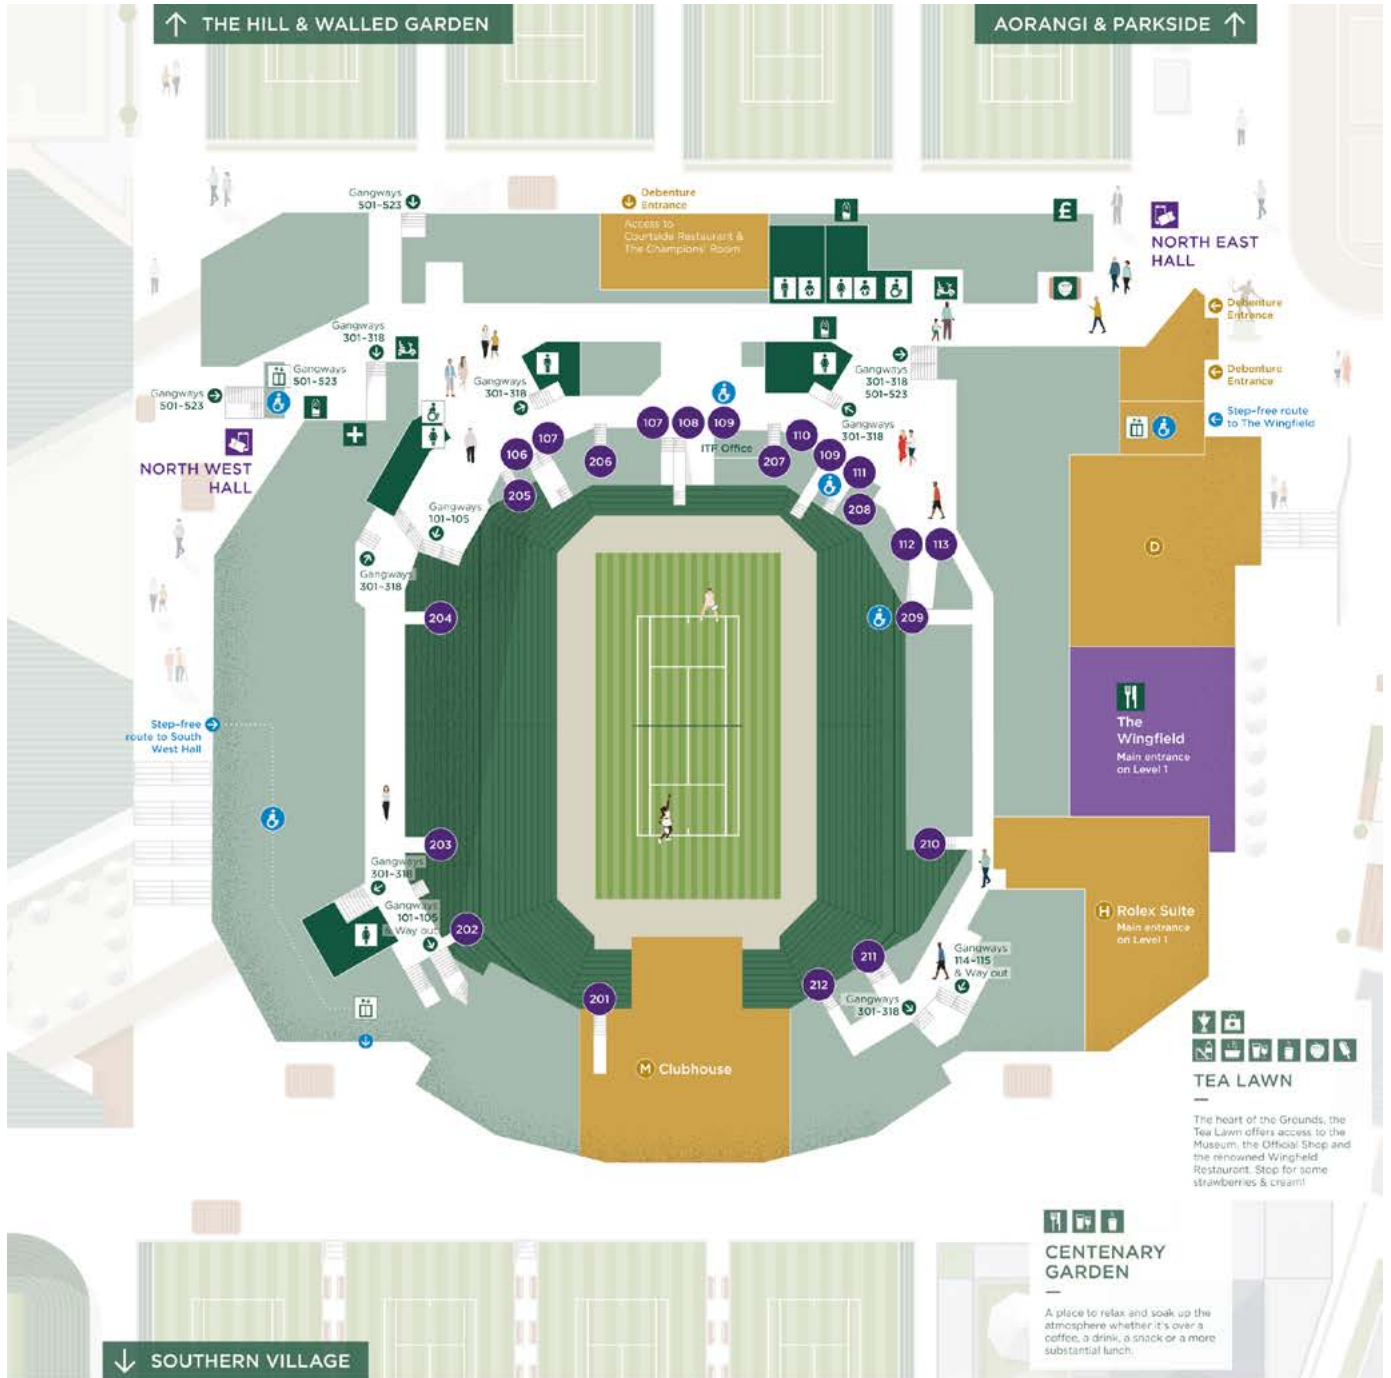 ↑ THE HILL & WALLED GARDEN
AORANGI & PARKSIDE ↑
Gangways
501-523
Debenture
Entrance
Access to
Courtside Restaurant &
The Champions' Room
£
NORTH EAST
HALL
Debenture
Entrance
Debenture
Entrance
Step-free route
to The Wingfield
Gangways
301-318
Gangways
501-523
Gangways
501-523
NORTH WEST
HALL
Gangways
301-318
Gangways
301-318
501-523
Gangways
301-318
107
108
109
ITF Office
106
107
206
205
110
207
109
111
208
112
113
Gangways
101-105
Gangways
301-318
204
209
D
The
Wingfield
Main entrance
on Level 1
Step-free
route to South
West Hall
203
210
Gangways
301-318
Gangways
101-105
& Way out
202
H Rolex Suite
Main entrance
on Level 1
211
212
Gangways
114-115
& Way out
Gangways
301-318
201
M Clubhouse
TEA LAWN
The heart of the Grounds, the
Tea Lawn offers access to the
Museum, the Official Shop and
the renowned Wingfield
Restaurant. Stop for some
strawberries & cream!
CENTENARY
GARDEN
A place to relax and soak up the
atmosphere whether it's over a
coffee, a drink, a snack or a more
substantial lunch.
↓ SOUTHERN VILLAGE